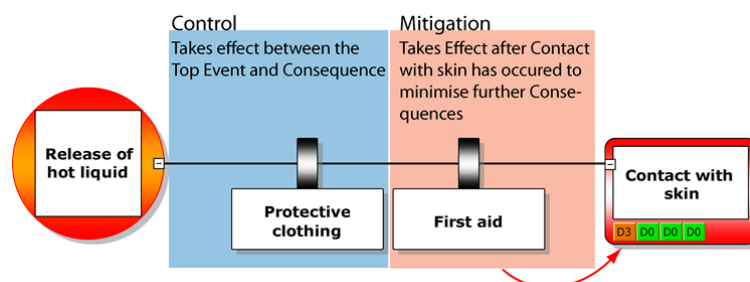 Control
Takes effect between the
Top Event and Consequence
Mitigation
Takes Effect after Contact
with skin has occured to
minimise further Conse-
quences
Release of
hot liquid
Protective
clothing
First aid
Contact with
skin
D3 D0 D0 D0